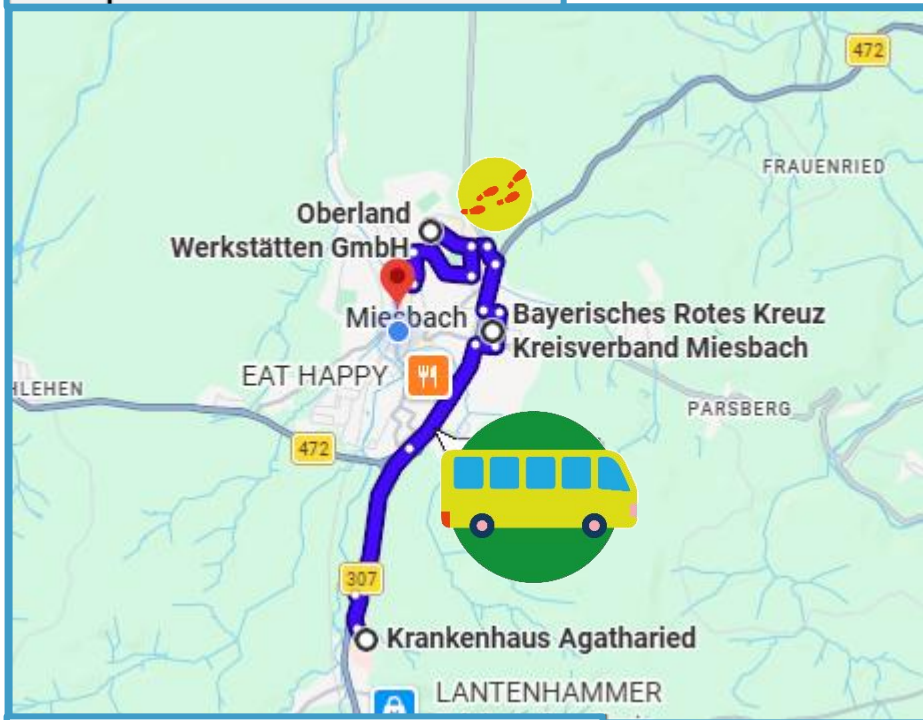 472
FRAUENRIED
Oberland
Werkstätten GmbH
Miesbach
Bayerisches Rotes Kreuz
Kreisverband Miesbach
EAT HAPPY
HLEHEN
PARSBERG
472
307
Krankenhaus Agatharied
LANTENHAMMER